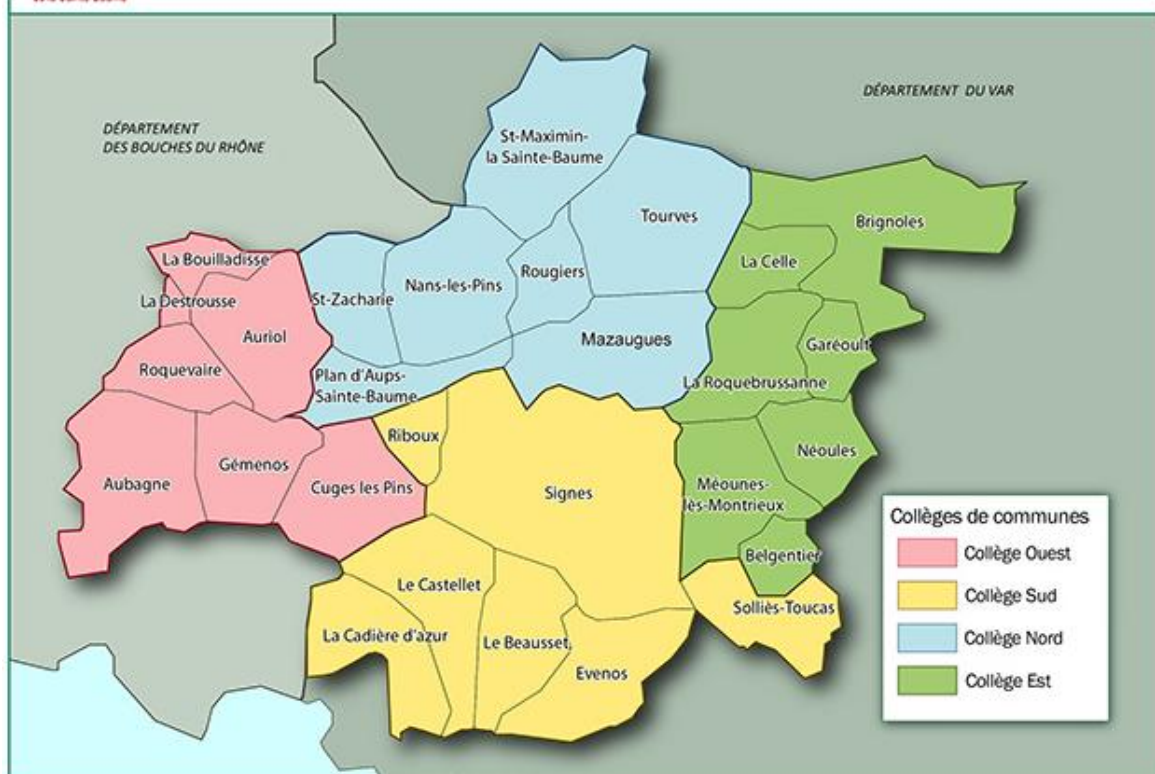 DÉPARTEMENT DU VAR
DÉPARTEMENT
DES BOUCHES DU RHÔNE
St-Maximin-
la Sainte-Baume
Tourves
Brignoles
La Bouilladisse
La Celle
Rougiers
Nans-les-Pins
St-Zacharie
La Destrousse
Auriol
Mazaugues
Garéoult
Roquevaire
Plan d'Aups-
Sainte-Baume
La Roquebrussanne
Riboux
Néoules
Gémenos
Aubagne
Cuges les Pins
Signes
Méounes-
lès-Montrieux
Belgentier
Le Castellet
Solliès-Toucas
La Cadière d'azur
Le Beausset
Evenos
Collèges de communes
Collège Ouest
Collège Sud
Collège Nord
Collège Est